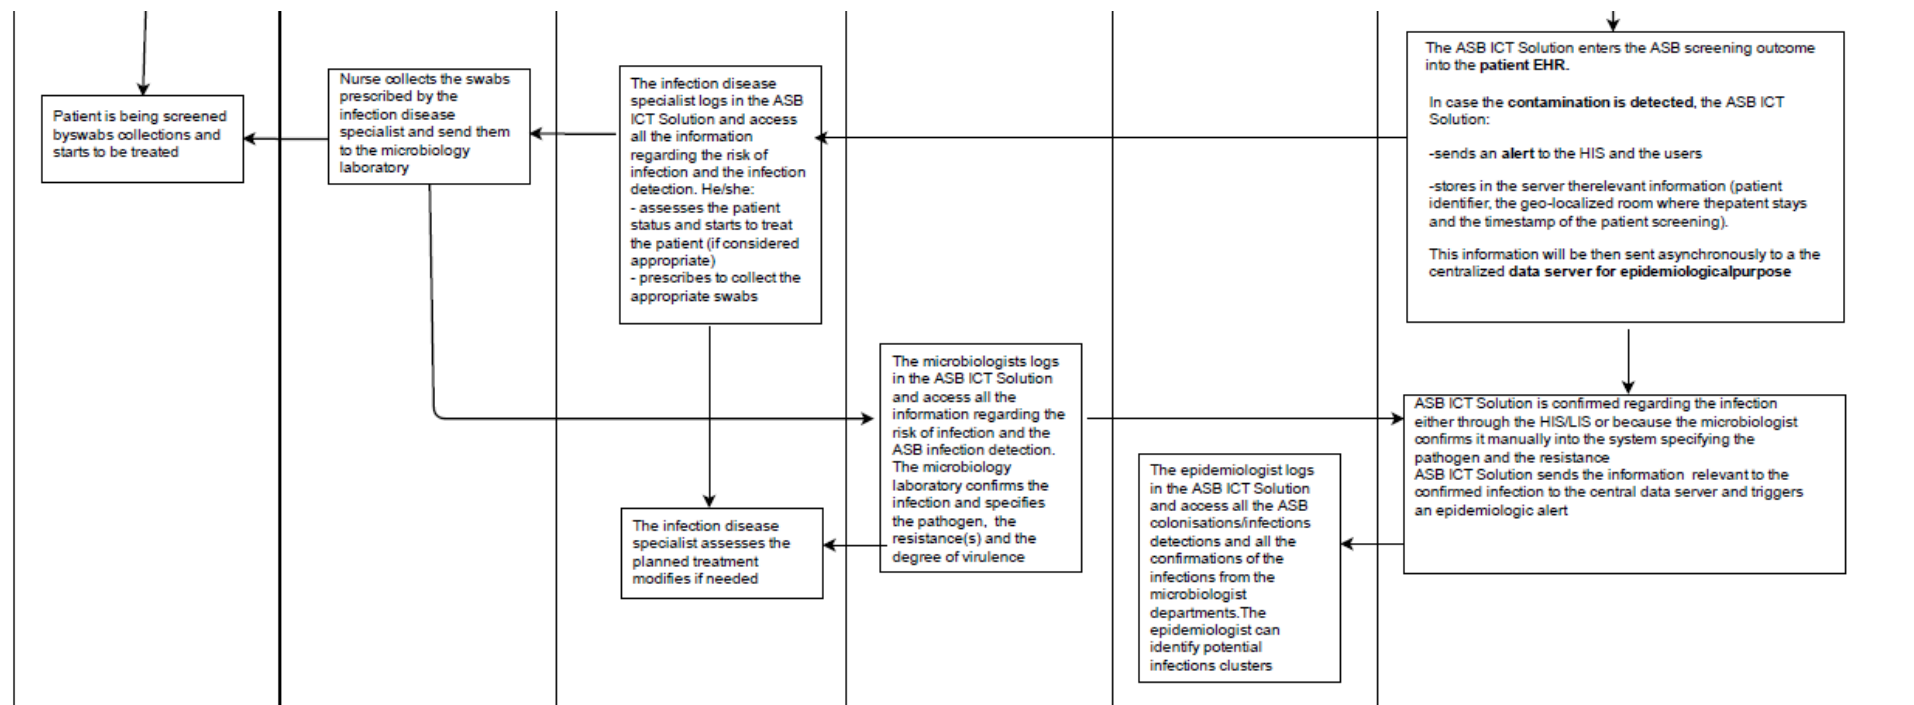 Patient is being screened
byswabs collections and
starts to be treated
Nurse collects the swabs
prescribed by the
infection disease
specialist and send them
to the microbiology
laboratory
The infection disease
specialist logs in the ASB
ICT Solution and access
all the information
regarding the risk of
infection and the infection
detection. He/she:
- assesses the patient
status and starts to treat
the patient (if considered
appropriate)
- prescribes to collect the
appropriate swabs
The ASB ICT Solution enters the ASB screening outcome
into the patient EHR.
In case the contamination is detected, the ASB ICT
Solution:
-sends an alert to the HIS and the users
-stores in the server therelevant information (patient
identifier, the geo-localized room where thepatent stays
and the timestamp of the patient screening).
This information will be then sent asynchronously to a the
centralized data server for epidemiologicalpurpose
The microbiologists logs
in the ASB ICT Solution
and access all the
information regarding the
risk of infection and the
ASB infection detection.
The microbiology
laboratory confirms the
infection and specifies
the pathogen, the
resistance(s) and the
degree of virulence
ASB ICT Solution is confirmed regarding the infection
either through the HIS/LIS or because the microbiologist
confirms it manually into the system specifying the
pathogen and the resistance
ASB ICT Solution sends the information relevant to the
confirmed infection to the central data server and triggers
an epidemiologic alert
The epidemiologist logs
in the ASB ICT Solution
and access all the ASB
colonisations/infections
detections and all the
confirmations of the
infections from the
microbiologist
departments.The
epidemiologist can
identify potential
infections clusters
The infection disease
specialist assesses the
planned treatment
modifies if needed